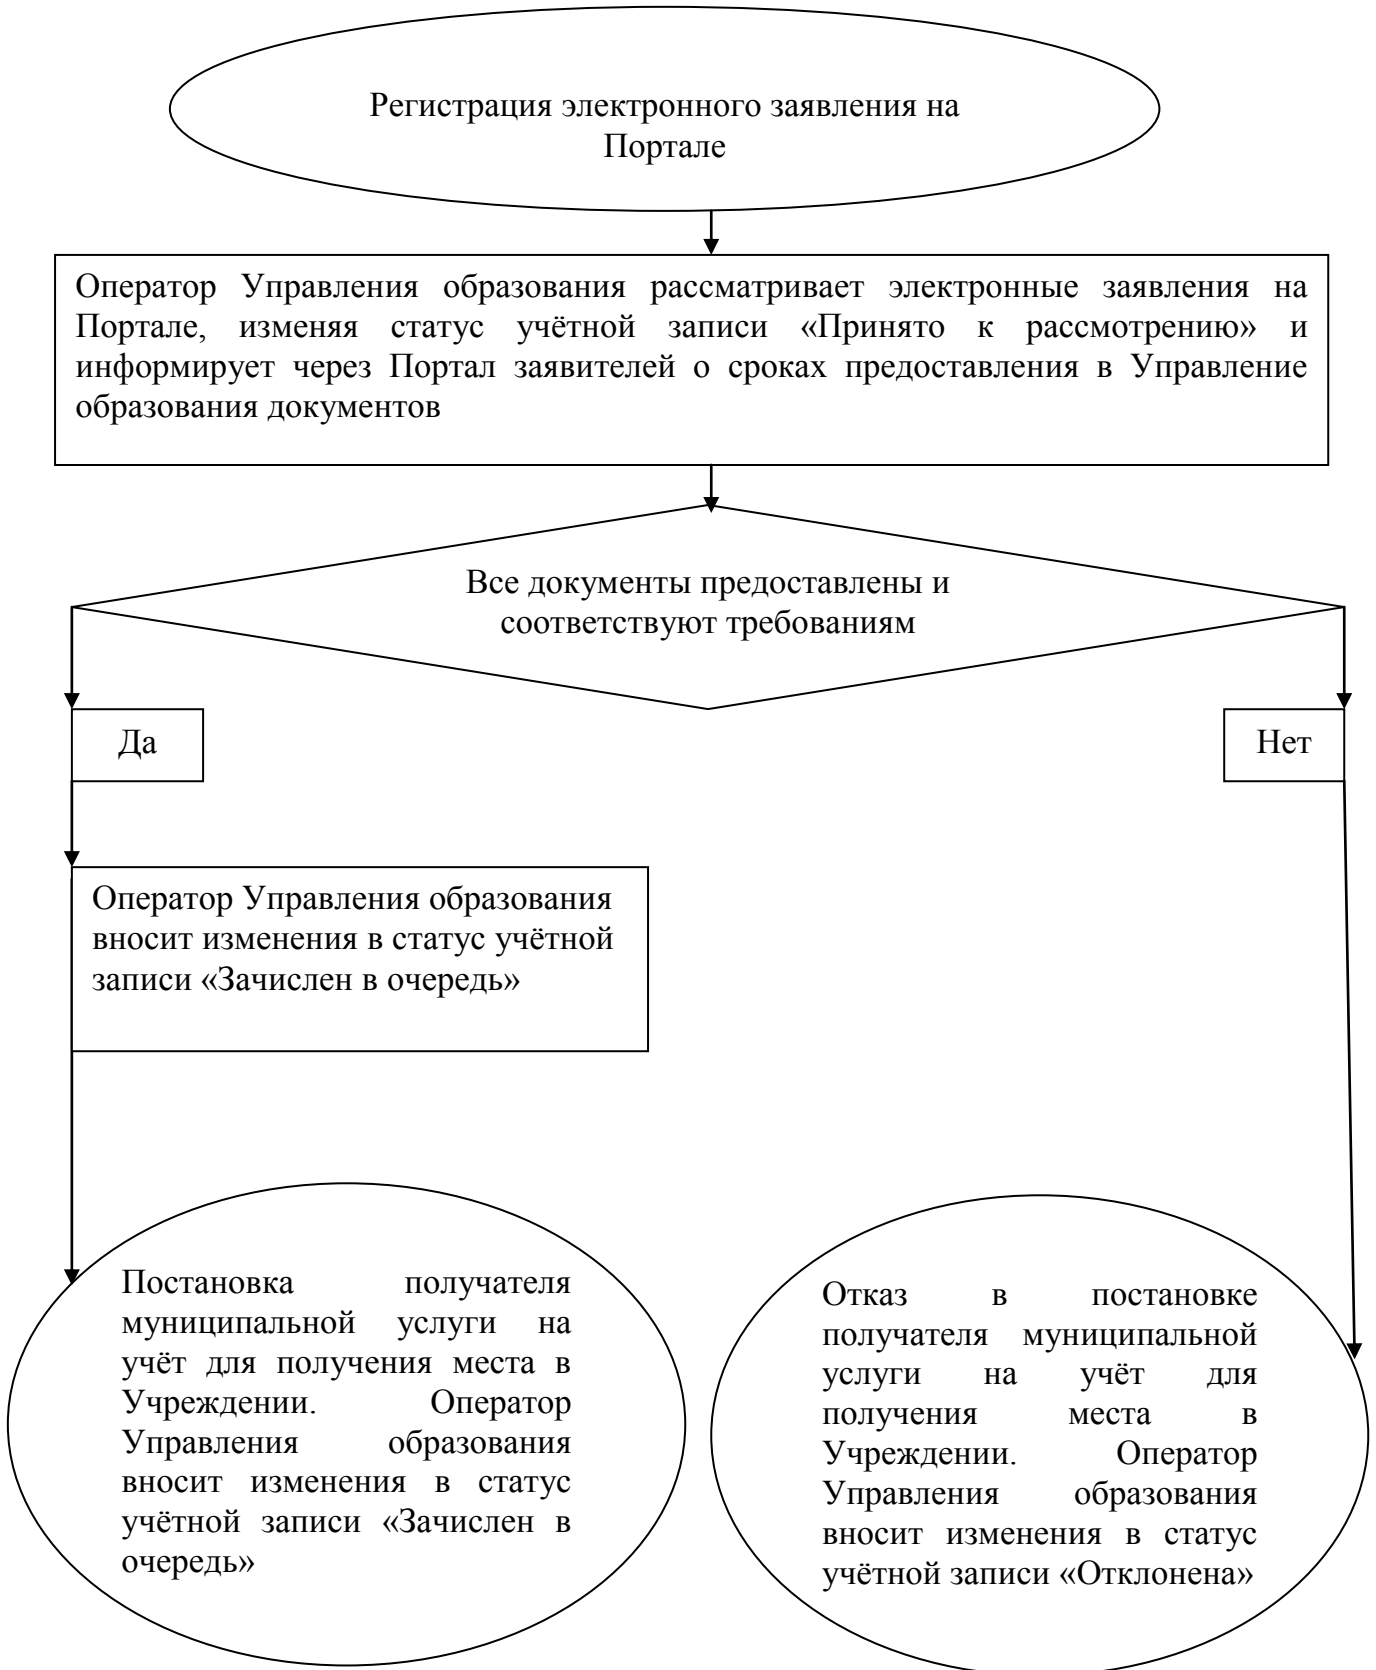 Регистрация электронного заявления на
Портале
Оператор Управления образования рассматривает электронные заявления на
Портале, изменяя статус учётной записи «Принято к рассмотрению» и
информирует через Портал заявителей о сроках предоставления в Управление
образования документов
Все документы предоставлены и
соответствуют требованиям
Да
Нет
Оператор Управления образования
вносит изменения в статус учётной
записи «Зачислен в очередь»
Постановка получателя
муниципальной услуги на
учёт для получения места в
Учреждении. Оператор
Управления образования
вносит изменения в статус
учётной записи «Зачислен в
очередь»
Отказ в постановке
получателя муниципальной
услуги на учёт для
получения места в
Учреждении. Оператор
Управления образования
вносит изменения в статус
учётной записи «Отклонена»